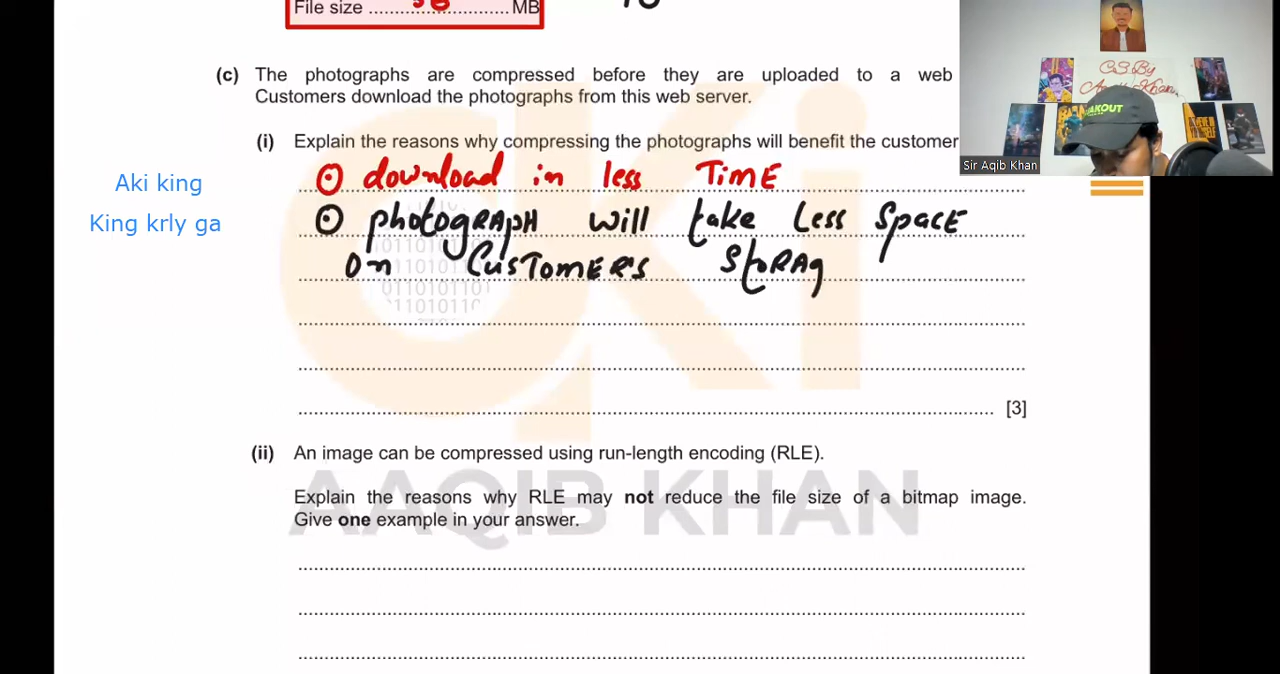 File size ................................ MB
(c) The photographs are compressed before they are uploaded to a web
Customers download the photographs from this web server.
(i) Explain the reasons why compressing the photographs will benefit the customer
download in less TIME
photogRAPH will take Less SpacE
On CusTOMER'S StoRAg
[3]
(ii) An image can be compressed using run-length encoding (RLE).
Explain the reasons why RLE may not reduce the file size of a bitmap image.
Give one example in your answer.
Aki king
King krly ga
AAQIB KHAN
CS By
Sir Aqib Khan